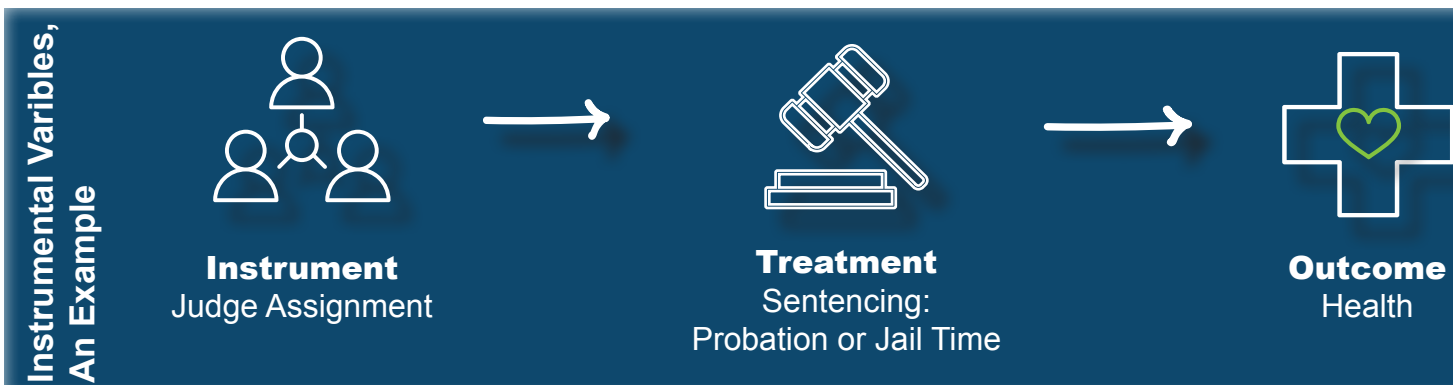 Instrumental Varibles,
An Example
Instrument
Judge Assignment
Treatment
Sentencing:
Probation or Jail Time
Outcome
Health